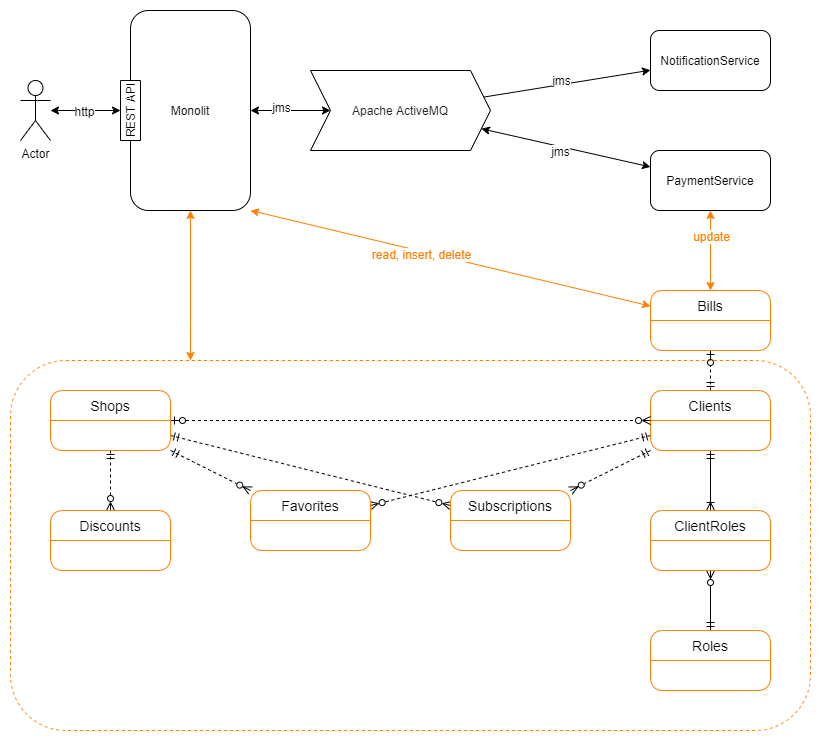 NotificationService
jms
REST API
Monolit
jms
Apache ActiveMQ
http
Actor
jms
PaymentService
update
read, insert, delete
Bills
Shops
Clients
Favorites
Subscriptions
Discounts
ClientRoles
Roles